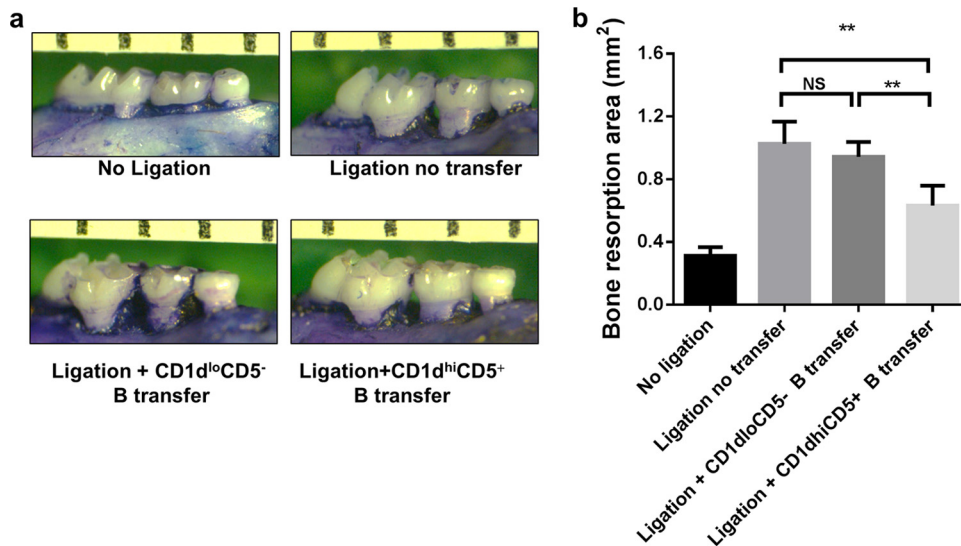 a
No Ligation
Ligation no transfer
Ligation + CD1dˡᵒCD5⁻
B transfer
Ligation+CD1dʰⁱCD5⁺
B transfer
b
Bone resorption area (mm²)
1.6
1.2
0.8
0.4
0.0
**
NS
**
No ligation
Ligation no transfer
Ligation + CD1dloCD5- B transfer
Ligation + CD1dhiCD5+ B transfer